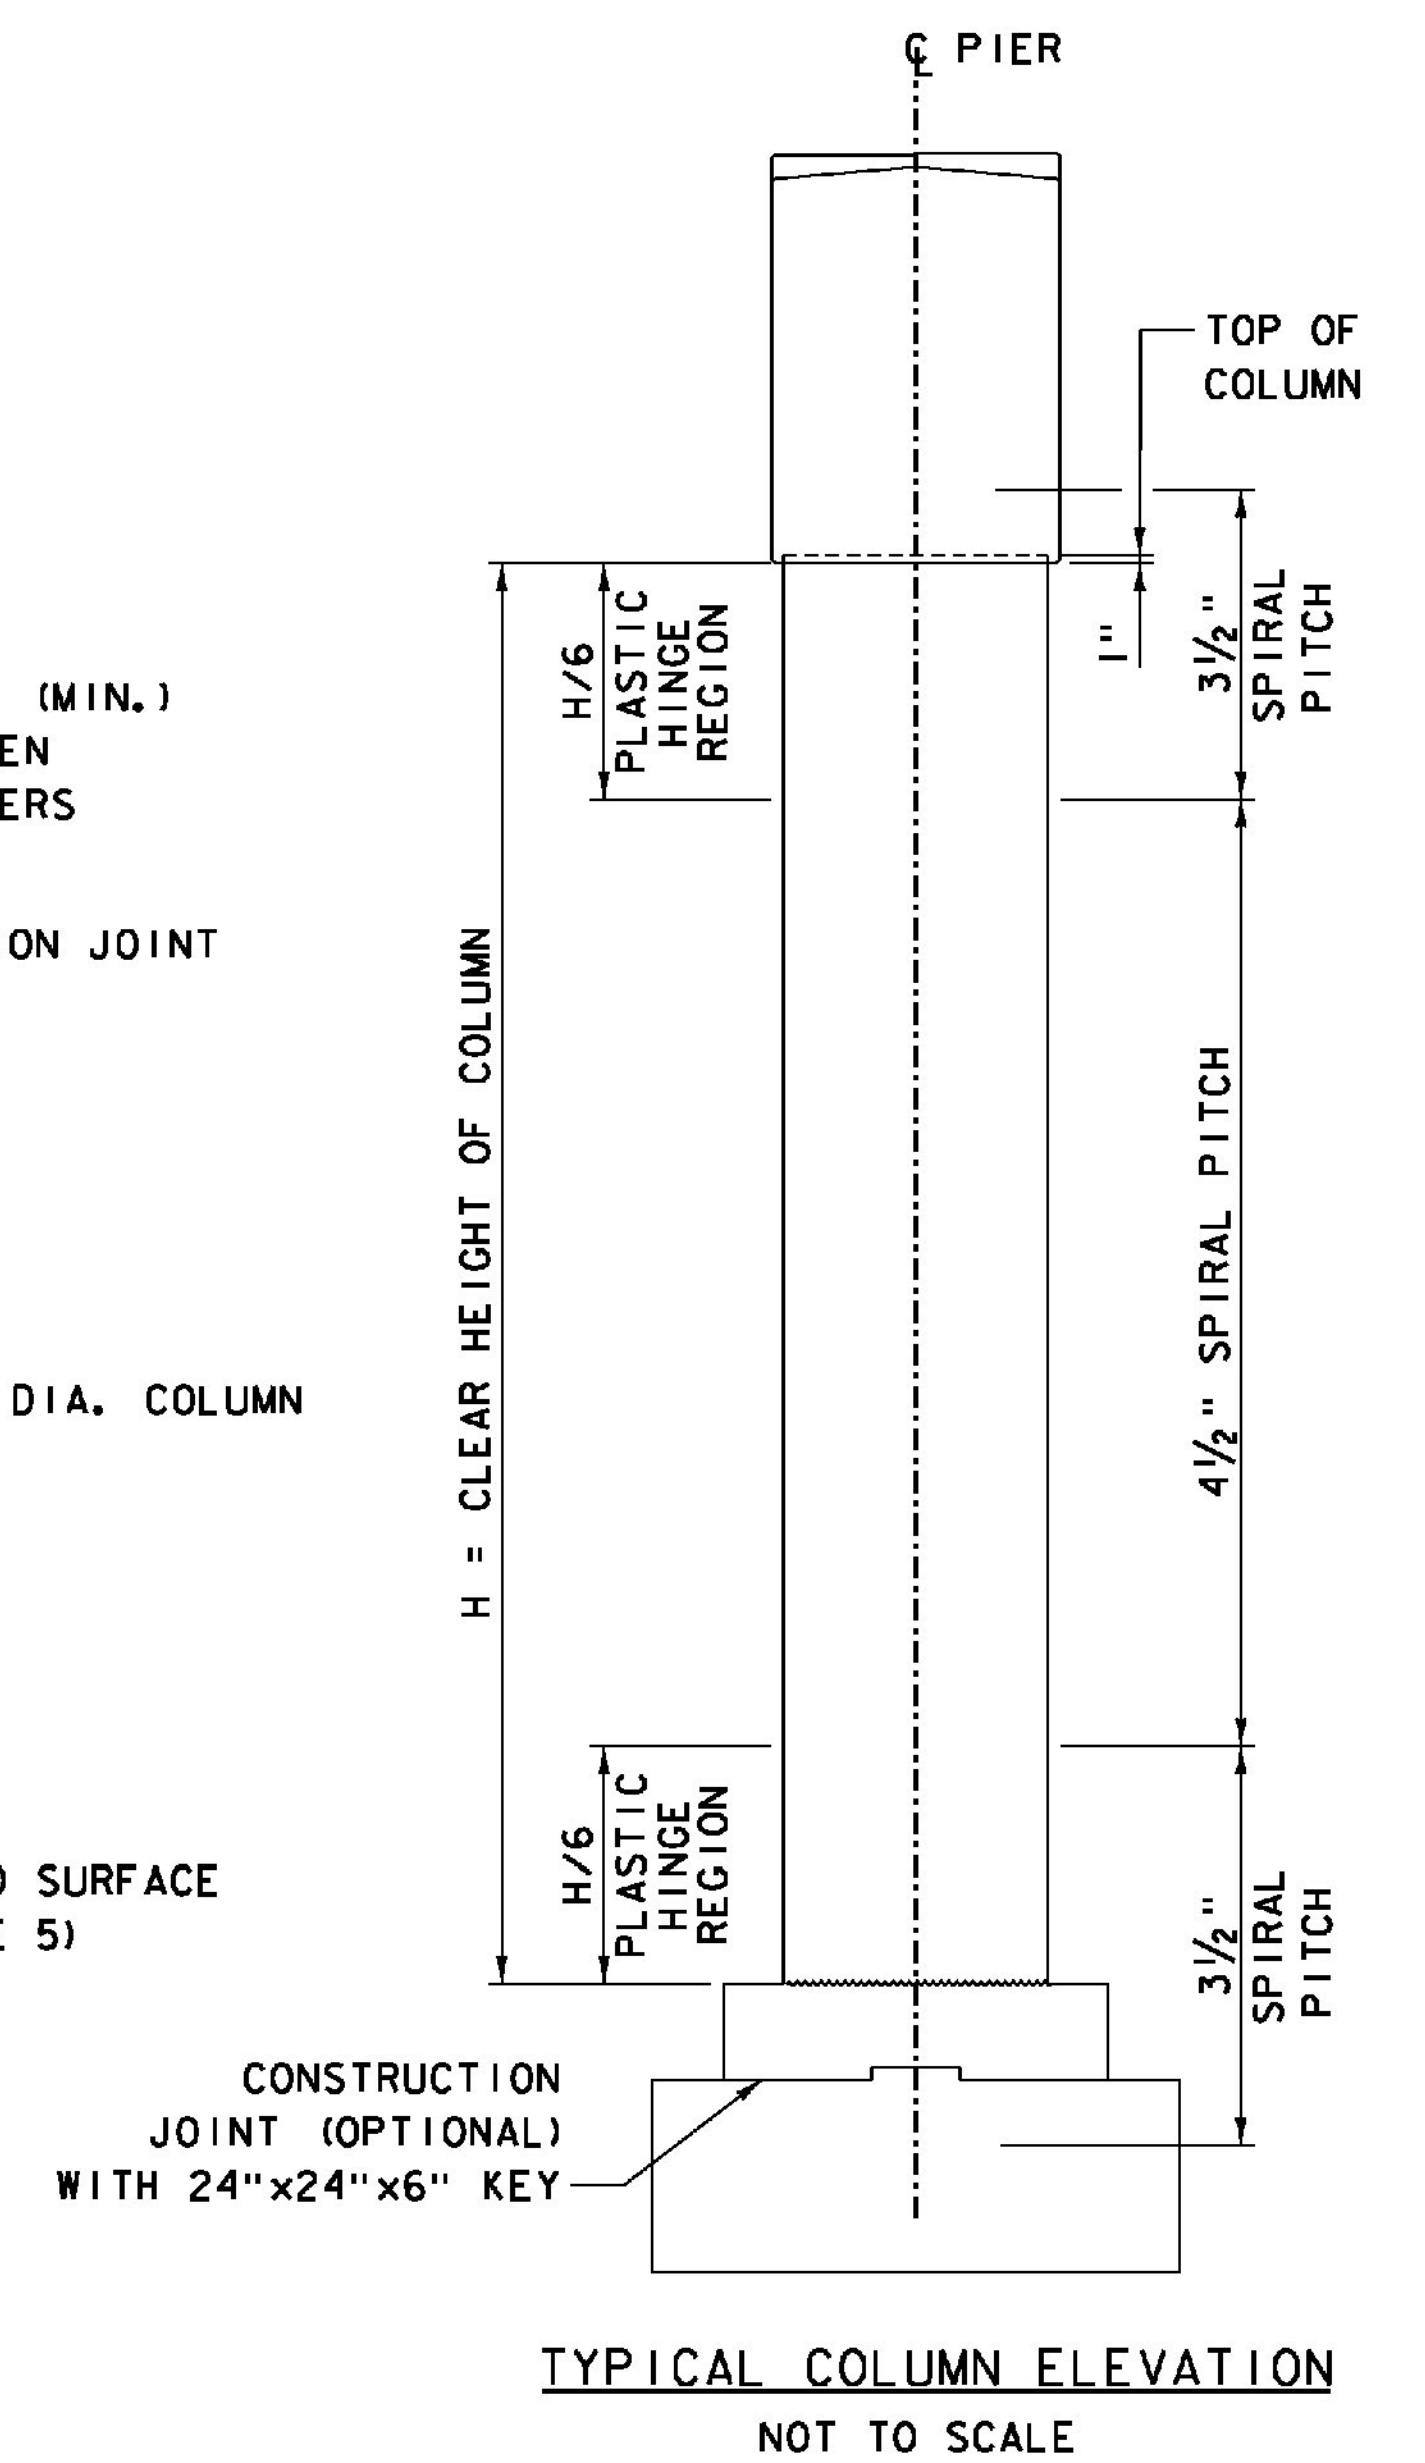 ℄ PIER
TOP OF
COLUMN
1"
3½"
SPIRAL
PITCH
H/6
PLASTIC
HINGE
REGION
(MIN.)
EN
ERS
ON JOINT
H = CLEAR HEIGHT OF COLUMN
4½" SPIRAL PITCH
DIA. COLUMN
H/6
PLASTIC
HINGE
REGION
3½"
SPIRAL
PITCH
SURFACE
5)
CONSTRUCTION
JOINT (OPTIONAL)
WITH 24"x24"x6" KEY
TYPICAL COLUMN ELEVATION
NOT TO SCALE